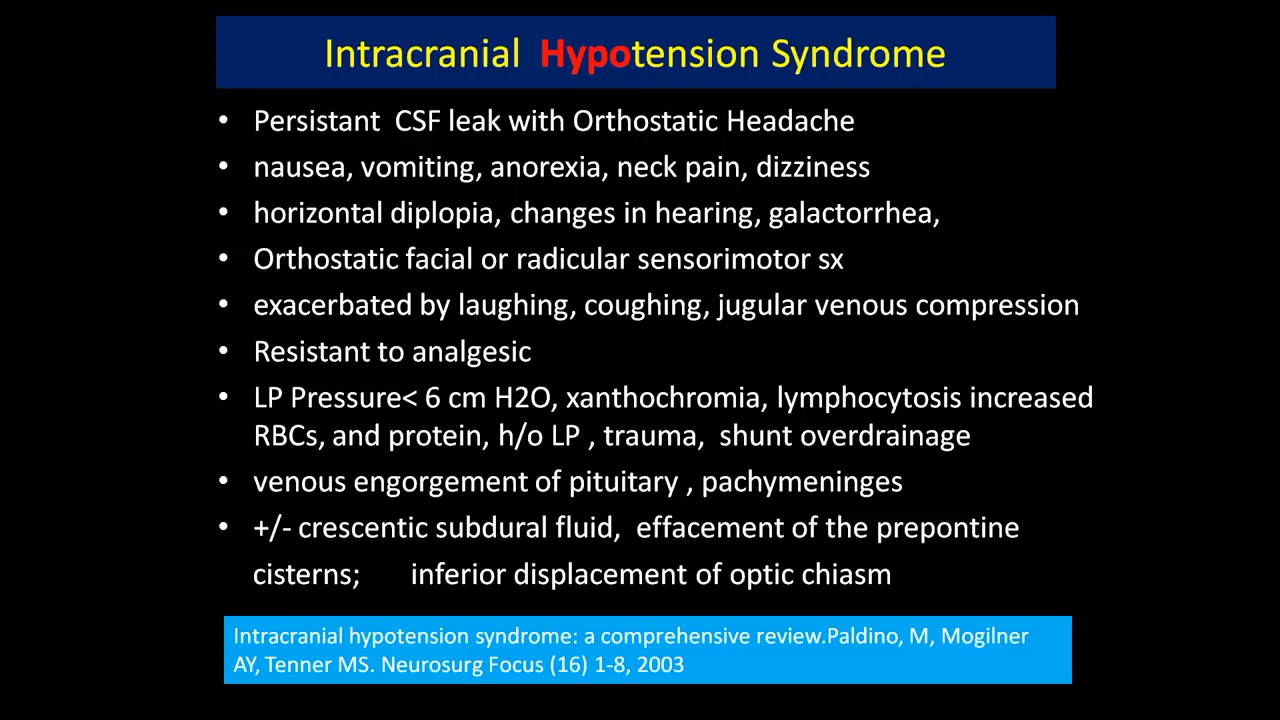 Intracranial Hypotension Syndrome
• Persistant CSF leak with Orthostatic Headache
• nausea, vomiting, anorexia, neck pain, dizziness
• horizontal diplopia, changes in hearing, galactorrhea,
• Orthostatic facial or radicular sensorimotor sx
• exacerbated by laughing, coughing, jugular venous compression
• Resistant to analgesic
• LP Pressure< 6 cm H2O, xanthochromia, lymphocytosis increased
RBCs, and protein, h/o LP , trauma, shunt overdrainage
• venous engorgement of pituitary , pachymeninges
• +/- crescentic subdural fluid, effacement of the prepontine
cisterns; inferior displacement of optic chiasm
Intracranial hypotension syndrome: a comprehensive review.Paldino, M, Mogilner
AY, Tenner MS. Neurosurg Focus (16) 1-8, 2003